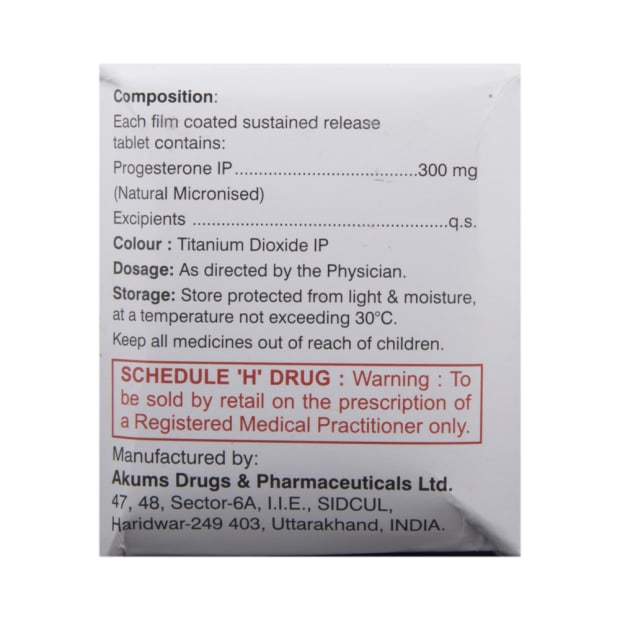 Composition:
Each film coated sustained release
tablet contains:
Progesterone IP.........................................300 mg
(Natural Micronised)
Excipients ....................................................q.s.
Colour : Titanium Dioxide IP
Dosage: As directed by the Physician.
Storage: Store protected from light & moisture,
at a temperature not exceeding 30°C.
Keep all medicines out of reach of children.
SCHEDULE 'H' DRUG : Warning : To
be sold by retail on the prescription of
a Registered Medical Practitioner only.
Manufactured by:
Akums Drugs & Pharmaceuticals Ltd.
47, 48, Sector-6A, I.I.E., SIDCUL,
Haridwar-249 403, Uttarakhand, INDIA.